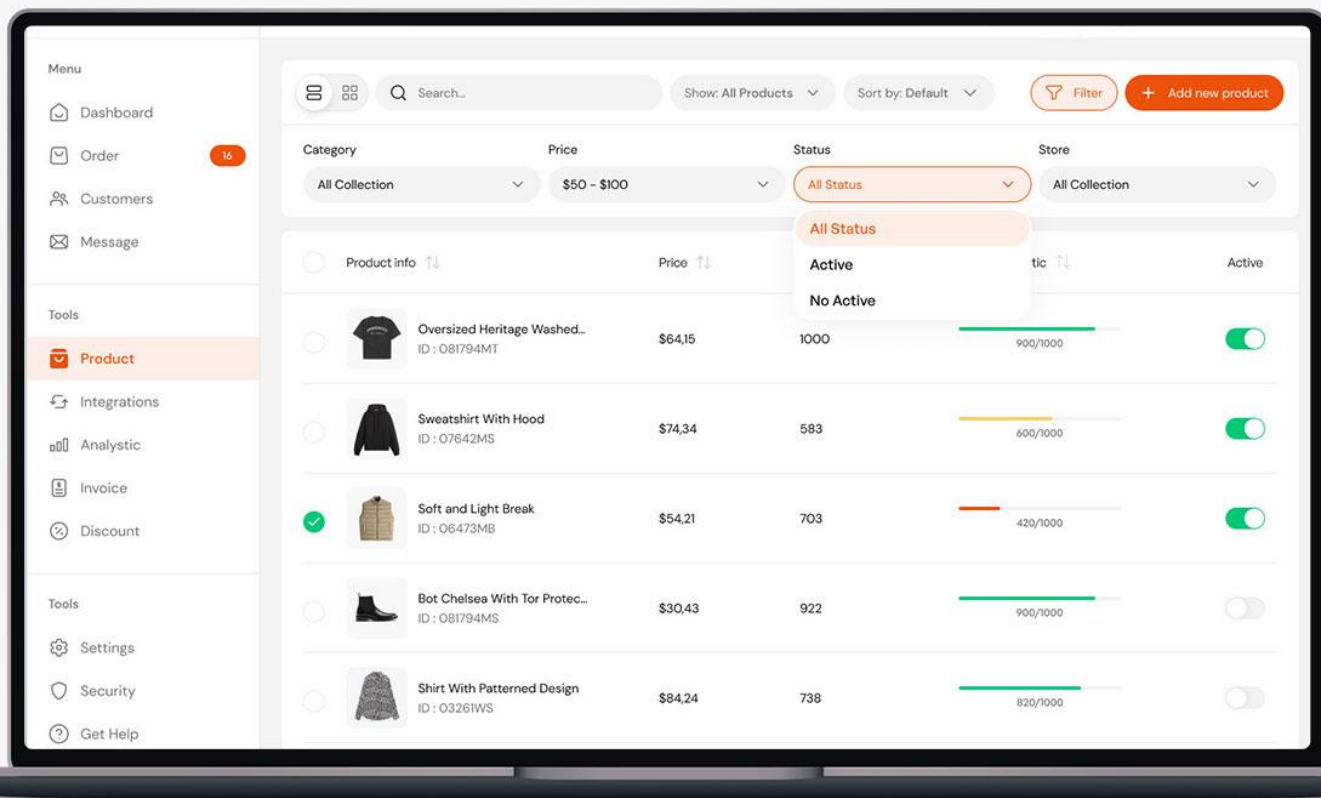 Menu
Dashboard
Order 16
Customers
Message
Tools
Product
Integrations
Analystic
Invoice
Discount
Tools
Settings
Security
Get Help
Search...
Show: All Products
Sort by: Default
Filter
+ Add new product
Category Price Status Store
All Collection $50 - $100 All Status All Collection
All Status
Active
No Active
Product info Price tic Active
Oversized Heritage Washed...
ID : 081794MT
$64,15 1000 900/1000
Sweatshirt With Hood
ID : 07642MS
$74,34 583 600/1000
Soft and Light Break
ID : 06473MB
$54,21 703 420/1000
Bot Chelsea With Tor Protec...
ID : 081794MS
$30,43 922 900/1000
Shirt With Patterned Design
ID : 03261WS
$84,24 738 820/1000